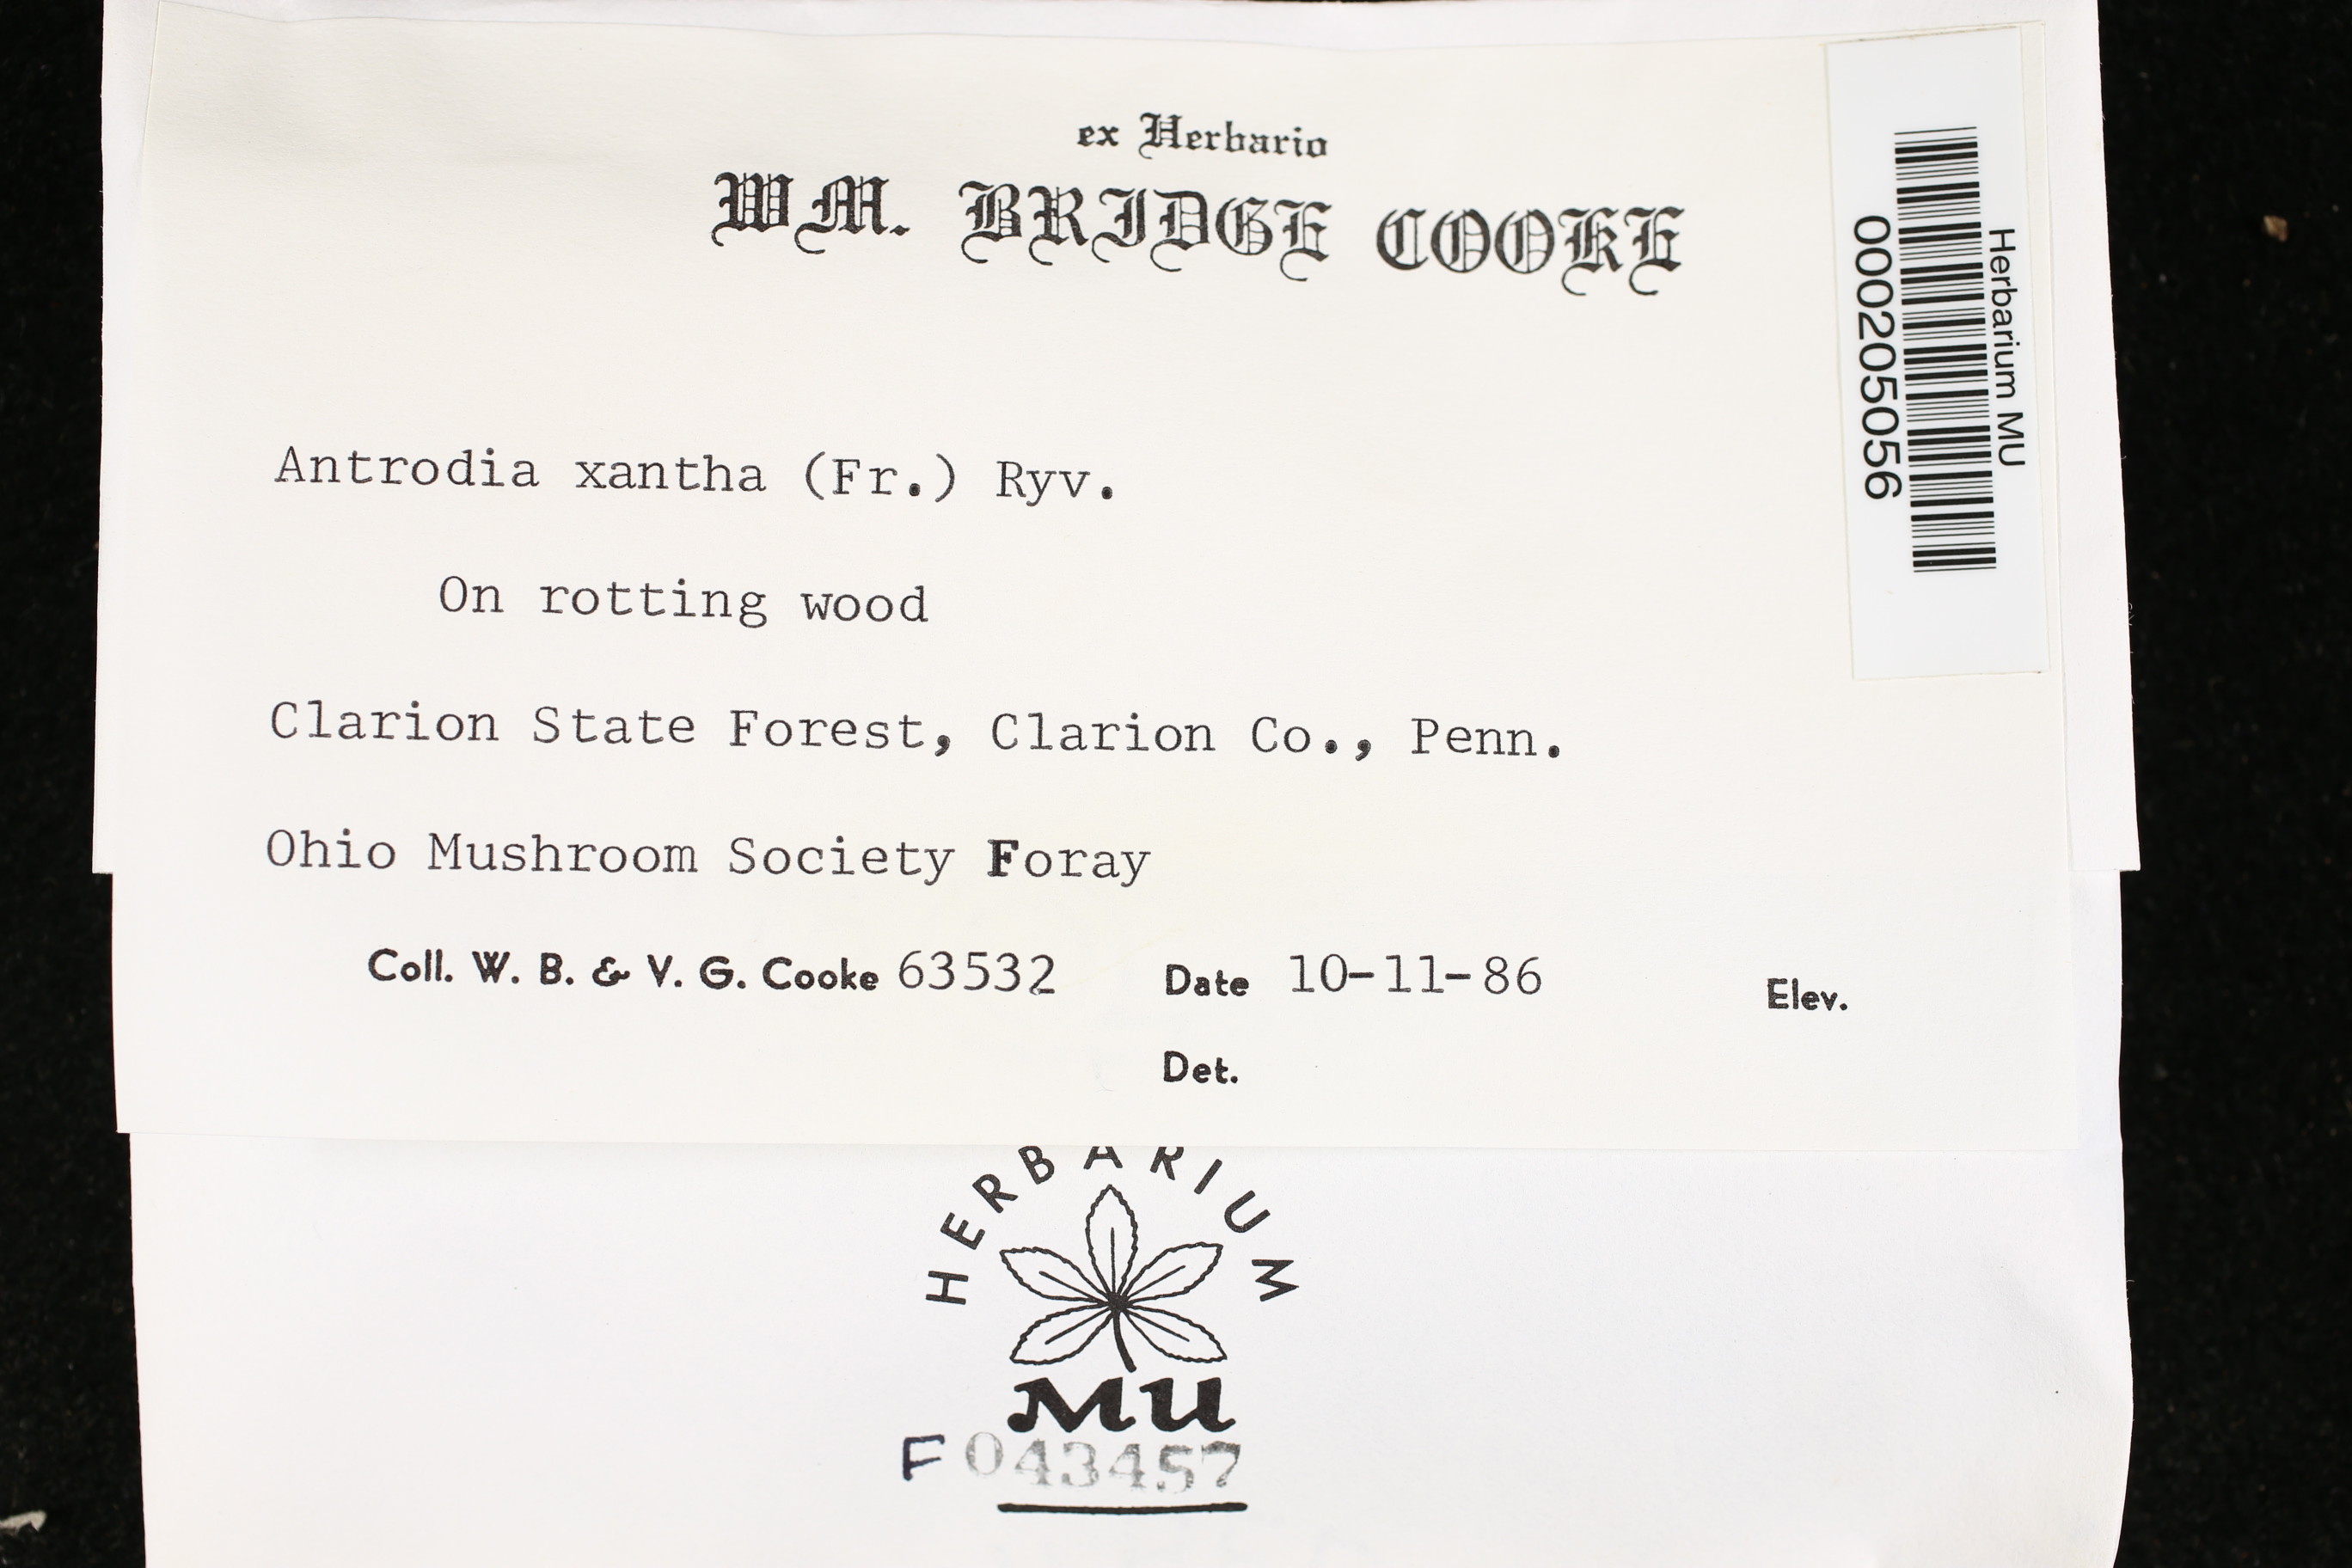 ex Herbario
WM. BRIDGE COOKE
Herbarium MU
000205056
Antrodia xantha (Fr.) Ryv.
On rotting wood
Clarion State Forest, Clarion Co., Penn.
Ohio Mushroom Society Foray
Coll. W. B. & V. G. Cooke 63532 Date 10-11-86 Elev.
Det.
HERBARIUM
MU
F 043457